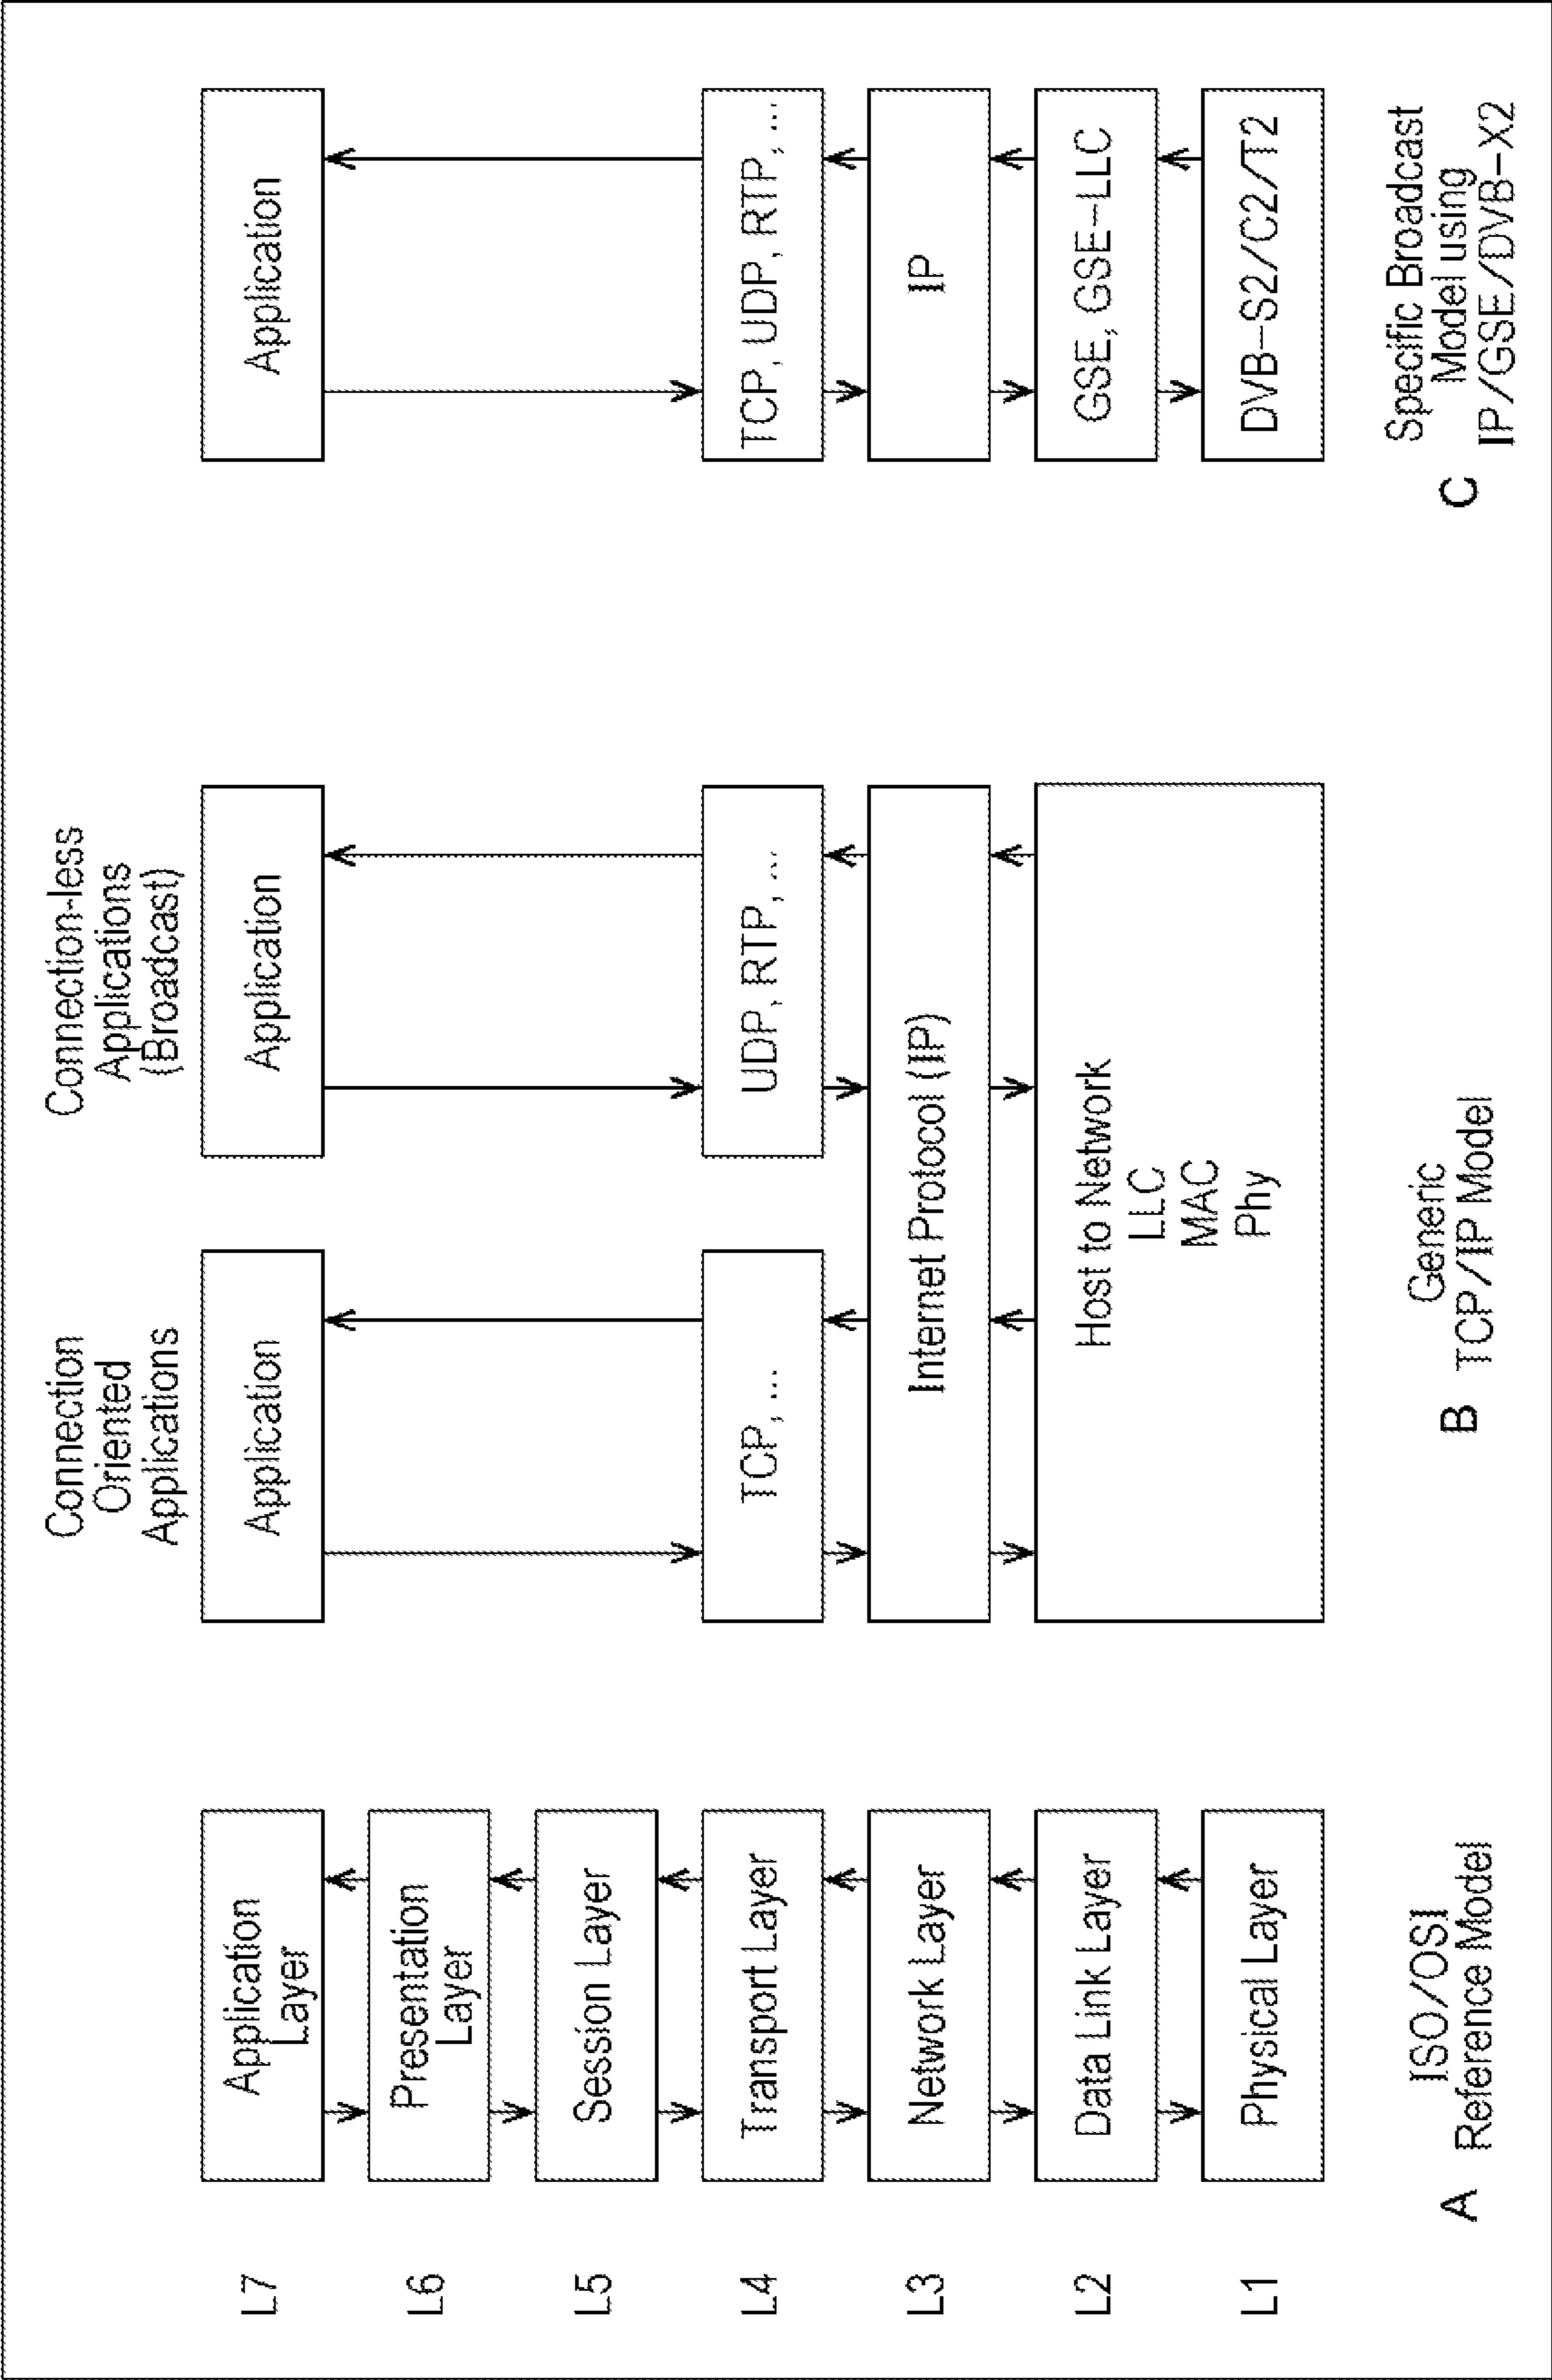 L7
L6
L5
L4
L3
L2
L1
Application
Layer
Presentation
Layer
Session Layer
Transport Layer
Network Layer
Data Link Layer
Physical Layer
ISO/OSI
A Reference Model
Connection
Oriented
Applications
Application
TCP, ...
Connection-less
Applications
(Broadcast)
Application
UDP, RTP, ...
Internet Protocol (IP)
Host to Network
LLC
MAC
Phy
Generic
B TCP/IP Model
Application
TCP, UDP, RTP, ...
IP
GSE, GSE-LLC
DVB-S2/C2/T2
Specific Broadcast
Model using
C IP/GSE/DVB-X2